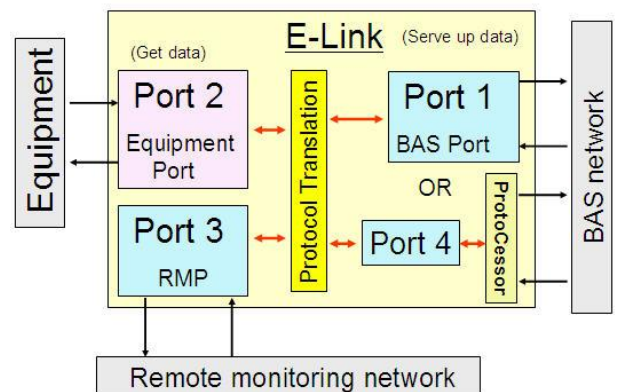 E-Link
(Get data)
(Serve up data)
Equipment
Port 2
Equipment
Port
Protocol Translation
Port 1
BAS Port
OR
BAS network
Port 3
RMP
Port 4
ProtoCessor
Remote monitoring network